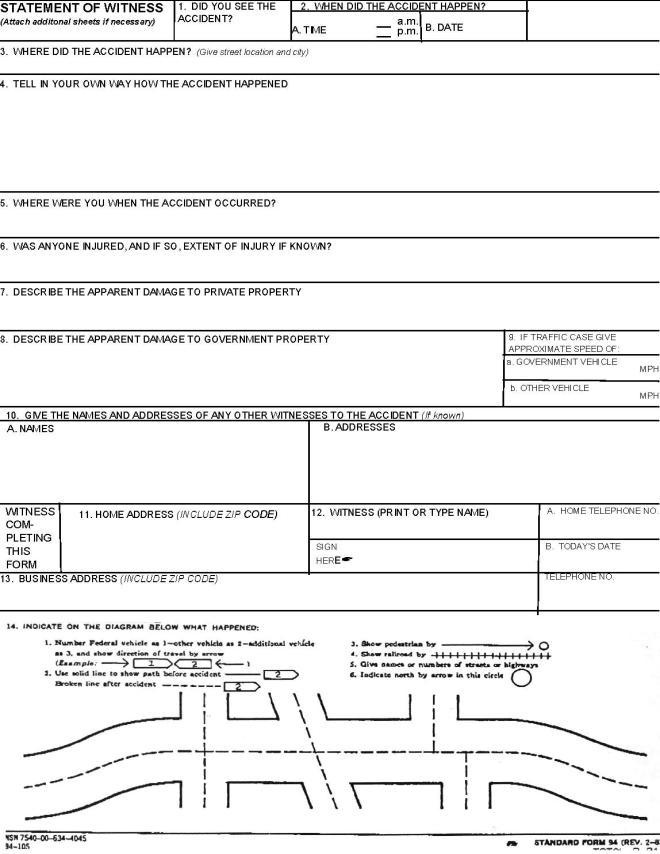 STATEMENT OF WITNESS
(Attach additonal sheets if necessary)
1. DID YOU SEE THE
ACCIDENT?
2. WHEN DID THE ACCIDENT HAPPEN?
A. TIME
a.m.
p.m.
B. DATE
3. WHERE DID THE ACCIDENT HAPPEN? (Give street location and city)
4. TELL IN YOUR OWN WAY HOW THE ACCIDENT HAPPENED
5. WHERE WERE YOU WHEN THE ACCIDENT OCCURRED?
6. WAS ANYONE INJURED, AND IF SO, EXTENT OF INJURY IF KNOWN?
7. DESCRIBE THE APPARENT DAMAGE TO PRIVATE PROPERTY
8. DESCRIBE THE APPARENT DAMAGE TO GOVERNMENT PROPERTY
9. IF TRAFFIC CASE GIVE
APPROXIMATE SPEED OF:
a. GOVERNMENT VEHICLE
MPH
b. OTHER VEHICLE
MPH
10. GIVE THE NAMES AND ADDRESSES OF ANY OTHER WITNESSES TO THE ACCIDENT (If known)
A. NAMES
B. ADDRESSES
WITNESS
COM-
PLETING
THIS
FORM
11. HOME ADDRESS (INCLUDE ZIP CODE)
12. WITNESS (PRINT OR TYPE NAME)
A. HOME TELEPHONE NO.
SIGN
HERE
B. TODAY'S DATE
13. BUSINESS ADDRESS (INCLUDE ZIP CODE)
TELEPHONE NO.
14. INDICATE ON THE DIAGRAM BELOW WHAT HAPPENED:
1. Number Federal vehicle as 1—other vehicle as 2—additional vehicle
as 3, and show direction of travel by arrow
(Example: 1 2 )
2. Use solid line to show path before accident 2
Broken line after accident 2
3. Show pedestrian by
4. Show railroad by
5. Give names or numbers of streets or highways
6. Indicate north by arrow in this circle
NSN 7540-00-634-4045
94-105
STANDARD FORM 94 (REV. 2-8